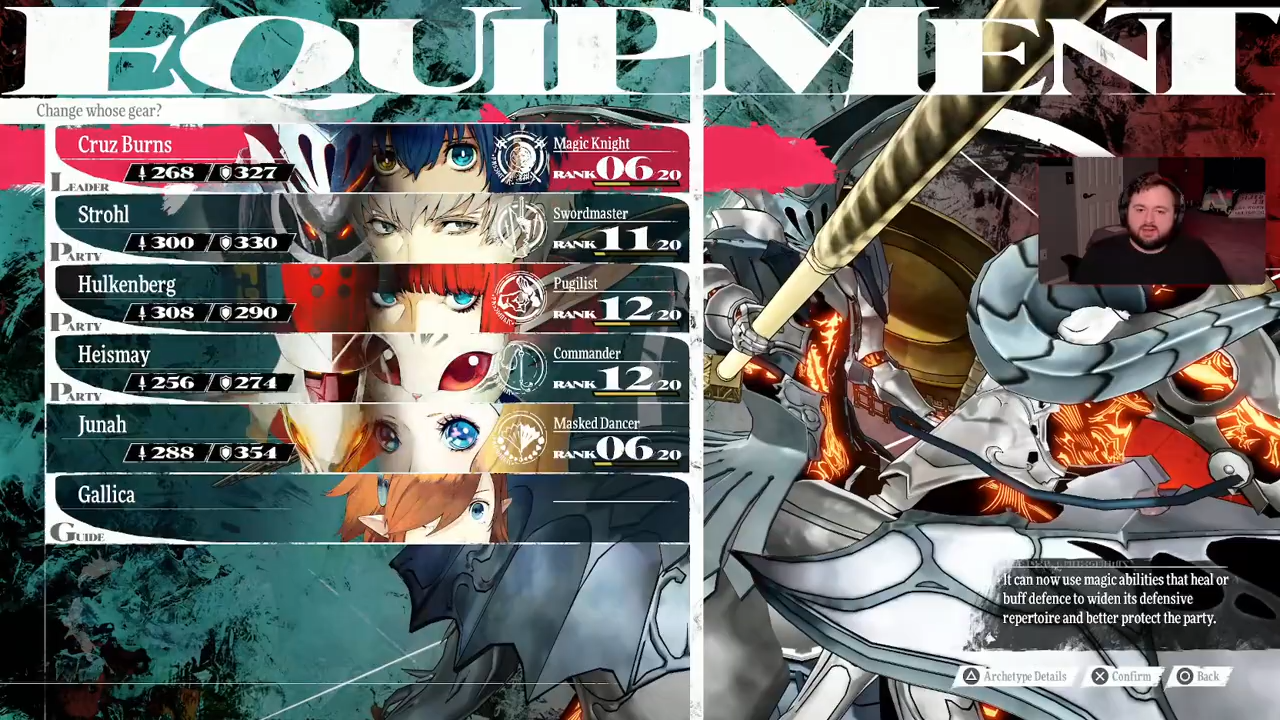 EQUIPMENT
Change whose gear?
Cruz Burns
268 327
LEADER
Magic Knight
RANK 06/20
Strohl
300 330
PARTY
Swordmaster
RANK 11/20
Hulkenberg
308 290
PARTY
Pugilist
RANK 12/20
Heismay
256 274
PARTY
Commander
RANK 12/20
Junah
288 354
Masked Dancer
RANK 06/20
Gallica
GUIDE
It can now use magic abilities that heal or
buff defence to widen its defensive
repertoire and better protect the party.
Archetype Details Confirm Back